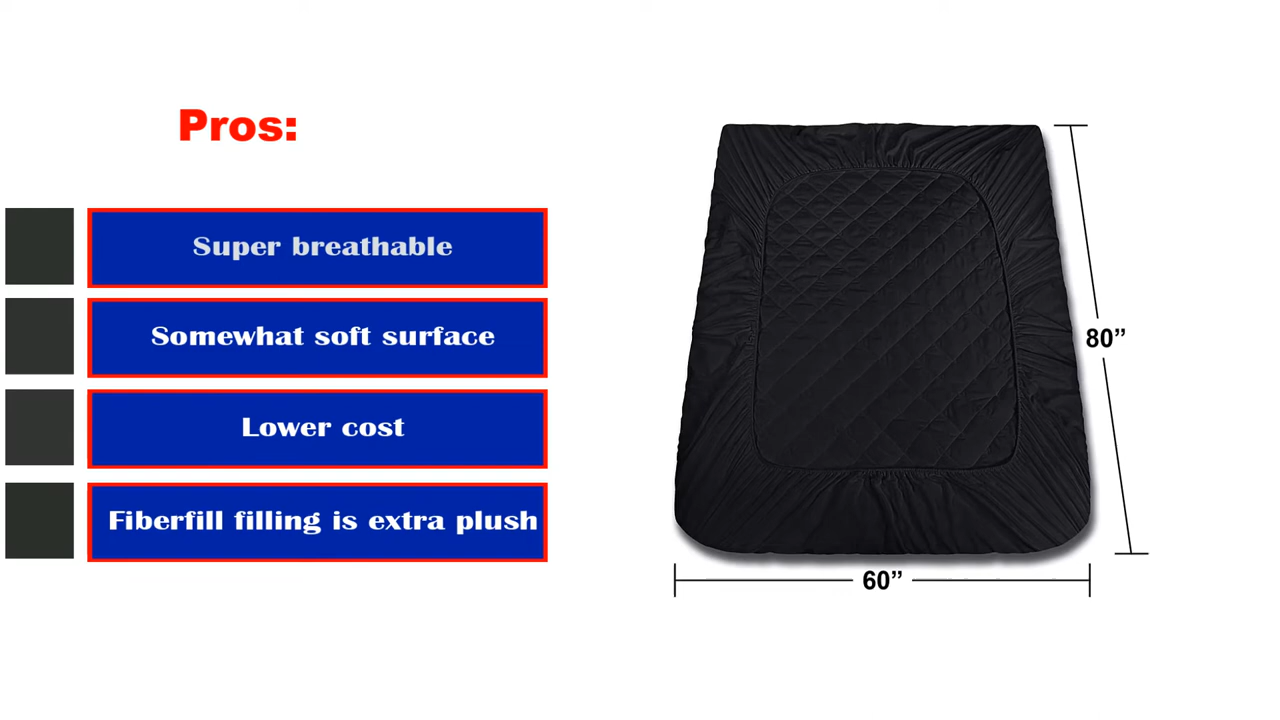 Pros:
Super breathable
Somewhat soft surface
Lower cost
Fiberfill filling is extra plush
80”
60”